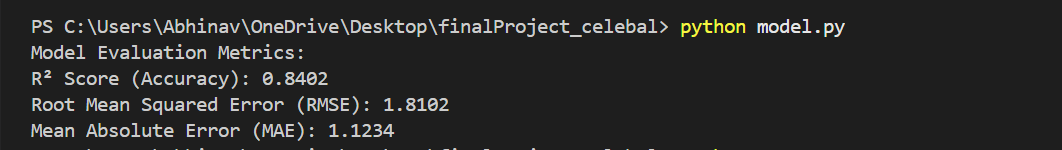 PS C:\Users\Abhinav\OneDrive\Desktop\finalProject_celebal> python model.py
Model Evaluation Metrics:
R² Score (Accuracy): 0.8402
Root Mean Squared Error (RMSE): 1.8102
Mean Absolute Error (MAE): 1.1234